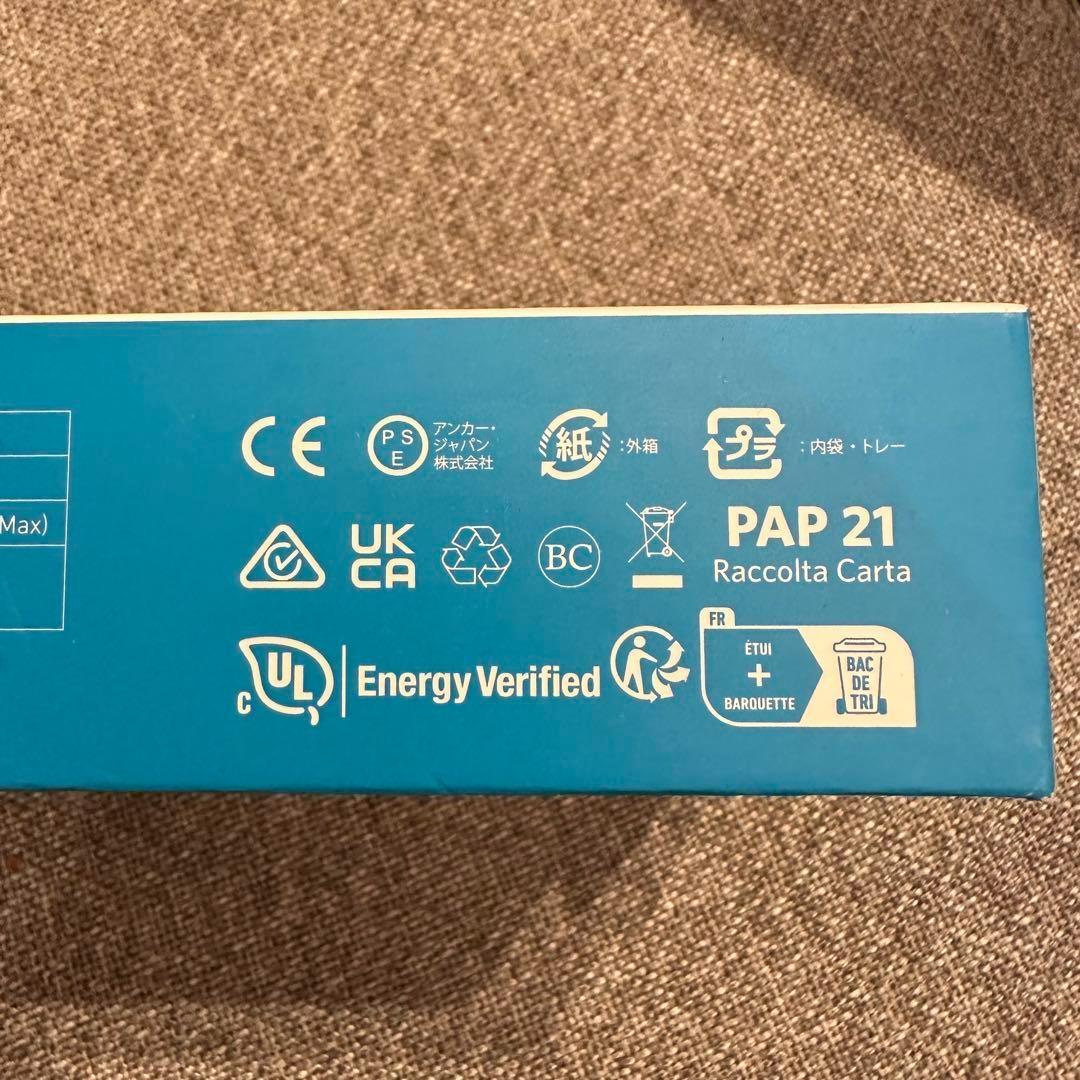 Max)
CE
PSE
アンカー・
ジャパン
株式会社
紙
:外箱
プラ
:内袋・トレー
UK
CA
BC
PAP 21
Raccolta Carta
C UL
Energy Verified
FR
ÉTUI
+
BARQUETTE
BAC
DE
TRI